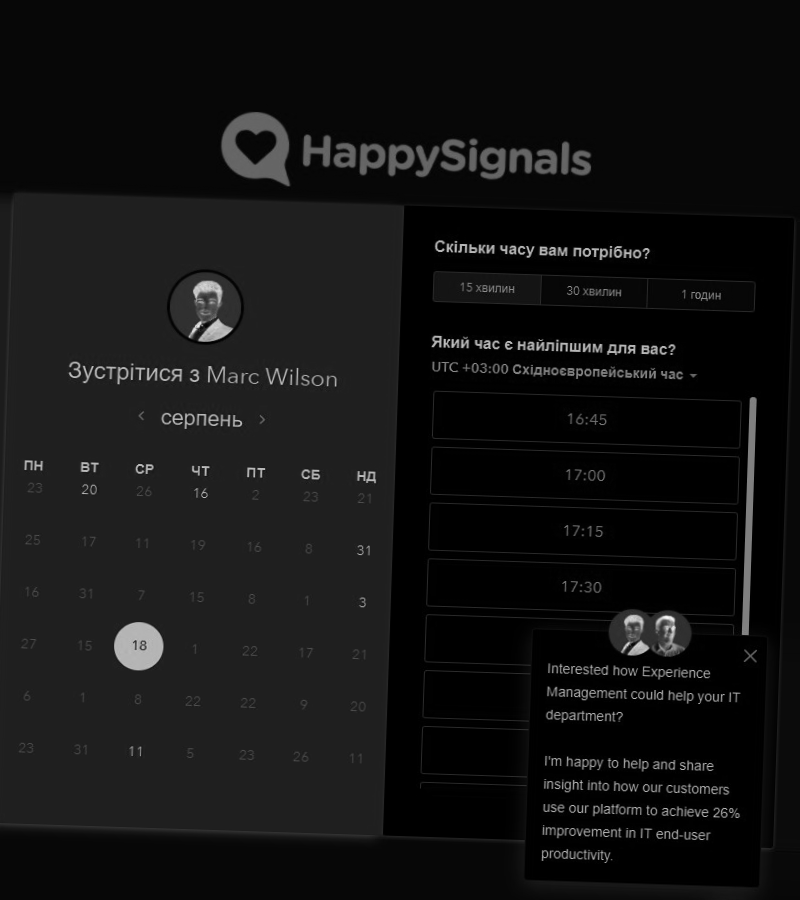 HappySignals
Зустрітися з Marc Wilson
серпень
ПН ВТ СР ЧТ ПТ СБ НД
23 20 26 16 2 23 21
25 17 11 19 16 8 31
16 31 7 15 8 1 3
27 15 18 1 22 17 21
6 1 8 22 22 9 20
23 31 11 5 23 26 11
Скільки часу вам потрібно?
15 хвилин 30 хвилин 1 годин
Який час є найліпшим для вас?
UTC +03:00 Східноєвропейський час
16:45
17:00
17:15
17:30
Interested how Experience
Management could help your IT
department?
I'm happy to help and share
insight into how our customers
use our platform to achieve 26%
improvement in IT end-user
productivity.